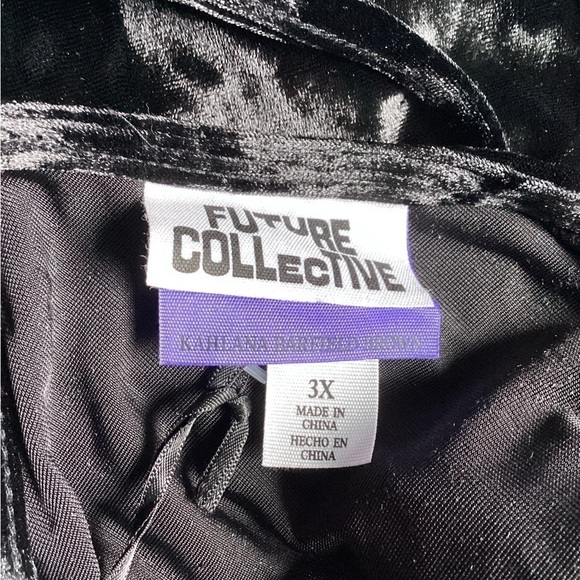 FUTURE
COLLECTIVE
KAHLANA BARFIELD BROWN
3X
MADE IN
CHINA
HECHO EN
CHINA